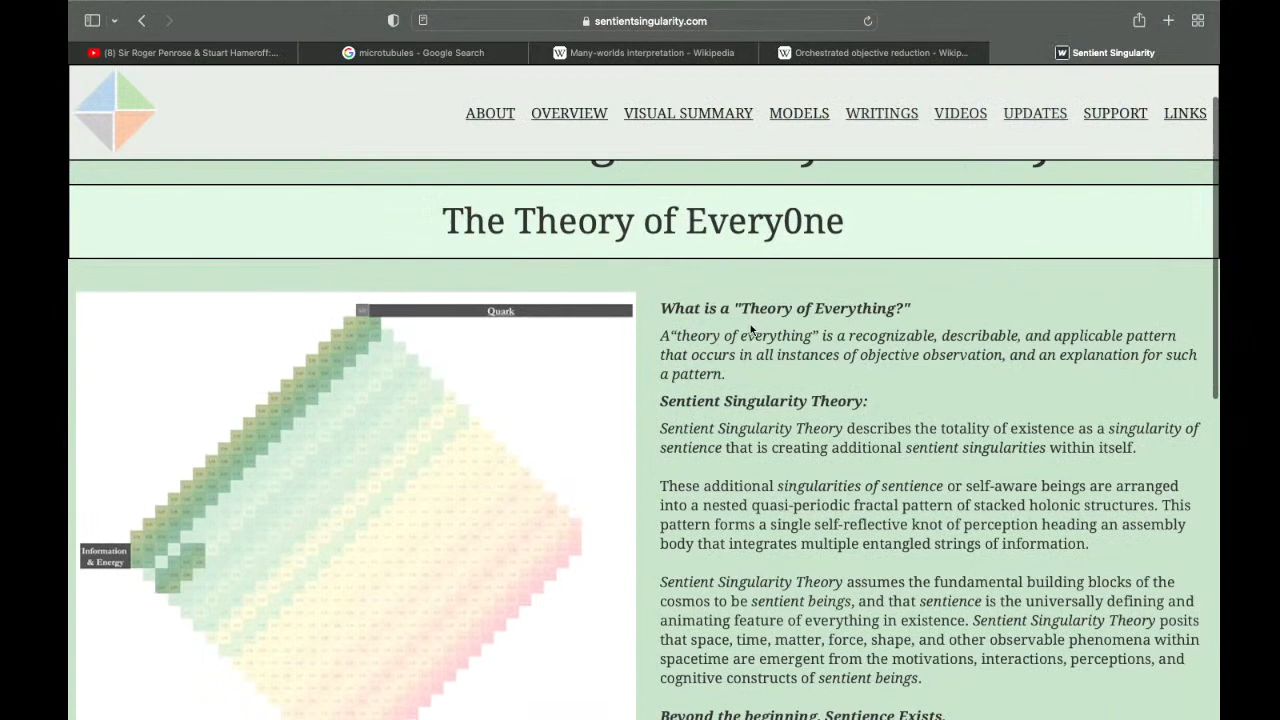 sentientsingularity.com
(8) Sir Roger Penrose & Stuart Hameroff:...
microtubules - Google Search
Many-worlds interpretation - Wikipedia
Orchestrated objective reduction - Wikip...
Sentient Singularity
ABOUT OVERVIEW VISUAL SUMMARY MODELS WRITINGS VIDEOS UPDATES SUPPORT LINKS
The Theory of Every0ne
Quark
Information
& Energy
What is a "Theory of Everything?"
A“theory of everything” is a recognizable, describable, and applicable pattern
that occurs in all instances of objective observation, and an explanation for such
a pattern.
Sentient Singularity Theory:
Sentient Singularity Theory describes the totality of existence as a singularity of
sentience that is creating additional sentient singularities within itself.
These additional singularities of sentience or self-aware beings are arranged
into a nested quasi-periodic fractal pattern of stacked holonic structures. This
pattern forms a single self-reflective knot of perception heading an assembly
body that integrates multiple entangled strings of information.
Sentient Singularity Theory assumes the fundamental building blocks of the
cosmos to be sentient beings, and that sentience is the universally defining and
animating feature of everything in existence. Sentient Singularity Theory posits
that space, time, matter, force, shape, and other observable phenomena within
spacetime are emergent from the motivations, interactions, perceptions, and
cognitive constructs of sentient beings.
Beyond the beginning, Sentience Exists.